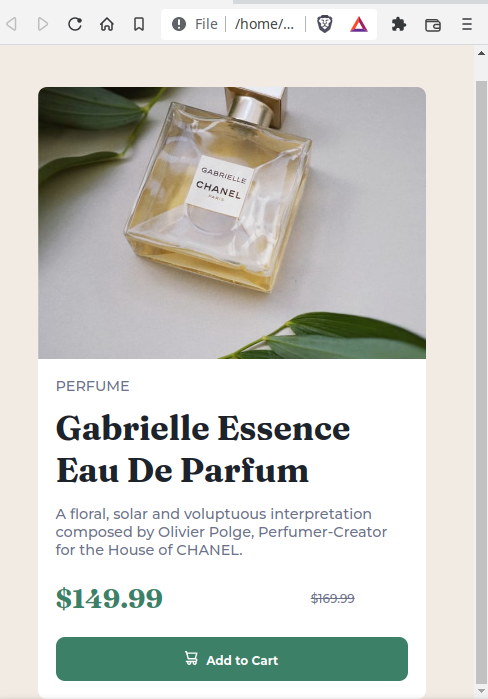 File
/home/...
GABRIELLE
CHANEL
PARIS
PERFUME
Gabrielle Essence
Eau De Parfum
A floral, solar and voluptuous interpretation
composed by Olivier Polge, Perfumer-Creator
for the House of CHANEL.
$149.99
$169.99
Add to Cart